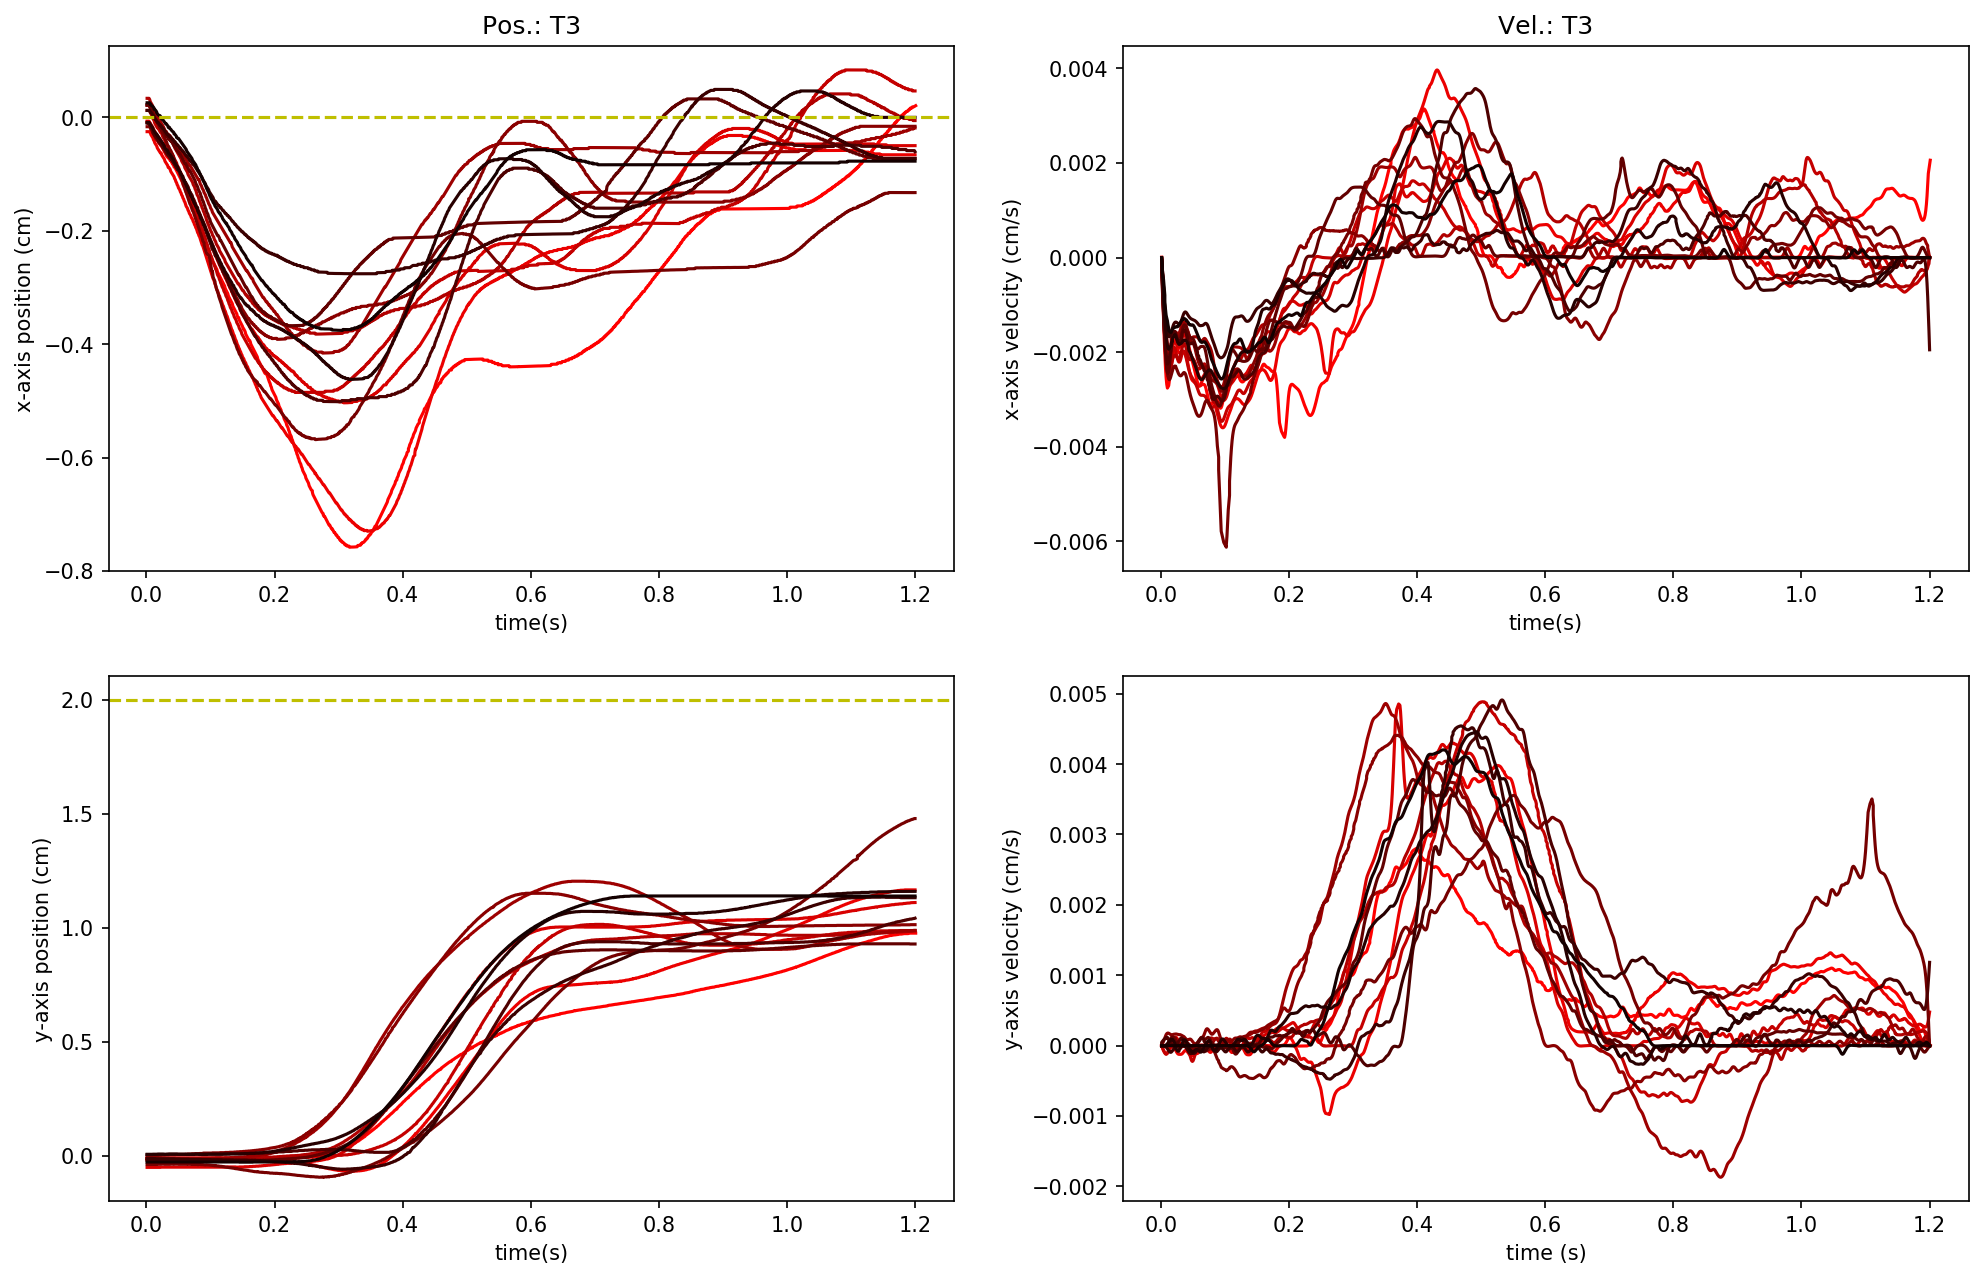 Pos.: T3
x-axis position (cm)
0.0
−0.2
−0.4
−0.6
−0.8
0.0 0.2 0.4 0.6 0.8 1.0 1.2
time(s)
Vel.: T3
x-axis velocity (cm/s)
0.004
0.002
0.000
−0.002
−0.004
−0.006
0.0 0.2 0.4 0.6 0.8 1.0 1.2
time(s)
y-axis position (cm)
2.0
1.5
1.0
0.5
0.0
0.0 0.2 0.4 0.6 0.8 1.0 1.2
time(s)
y-axis velocity (cm/s)
0.005
0.004
0.003
0.002
0.001
0.000
−0.001
−0.002
0.0 0.2 0.4 0.6 0.8 1.0 1.2
time (s)